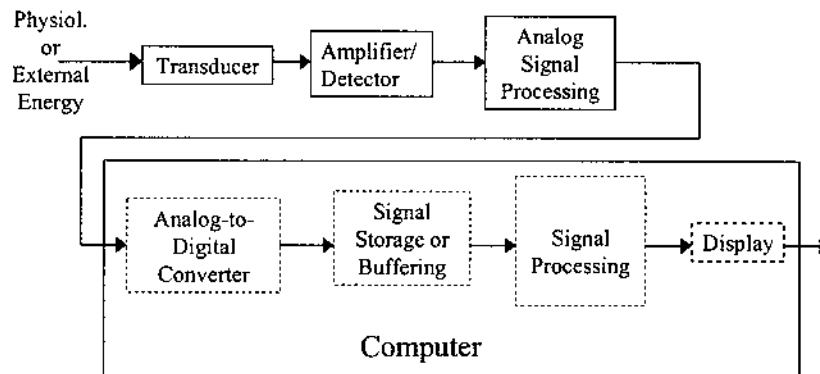 Physiol.
or
External
Energy
Transducer
Amplifier/
Detector
Analog
Signal
Processing
Analog-to-
Digital
Converter
Signal
Storage or
Buffering
Signal
Processing
Display
Computer